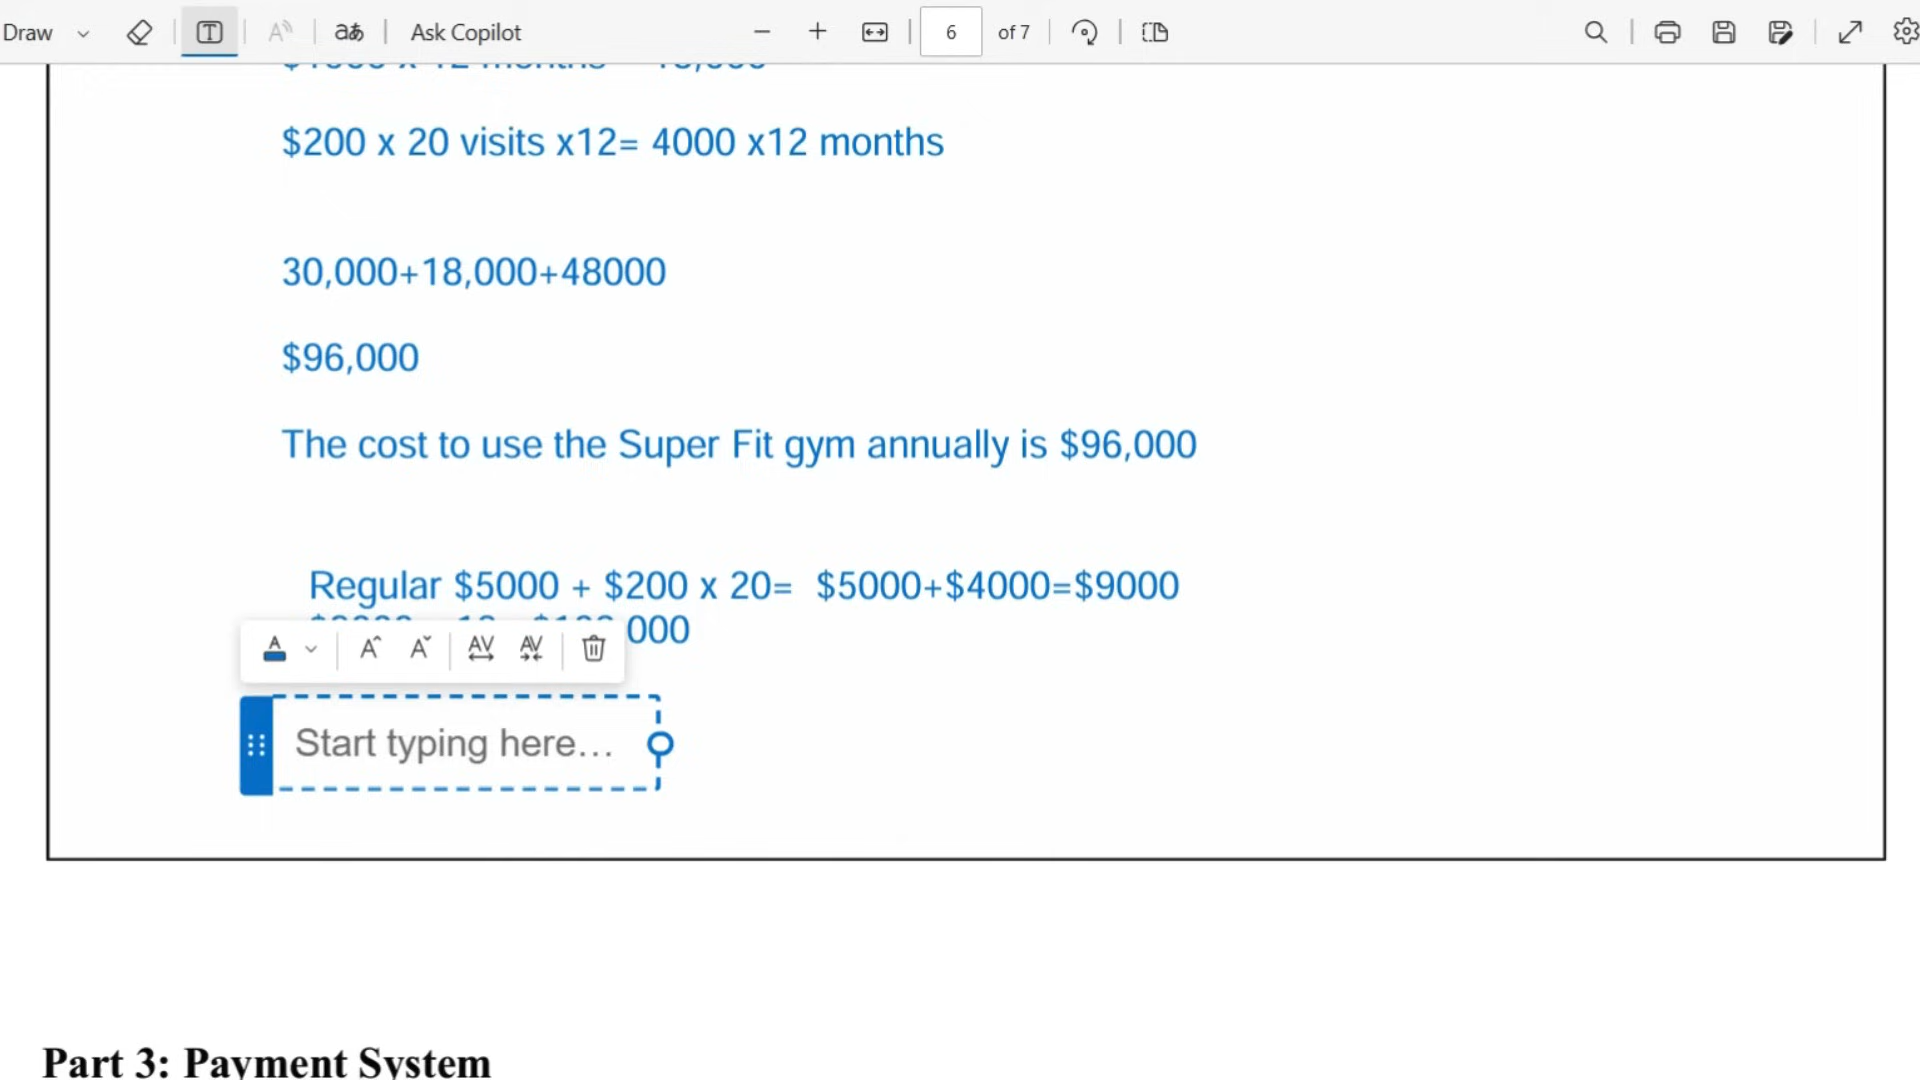 Draw Ask Copilot 6 of 7
$200 x 20 visits x12= 4000 x12 months
30,000+18,000+48000
$96,000
The cost to use the Super Fit gym annually is $96,000
Regular $5000 + $200 x 20= $5000+$4000=$9000
000
Start typing here...
Part 3: Payment System